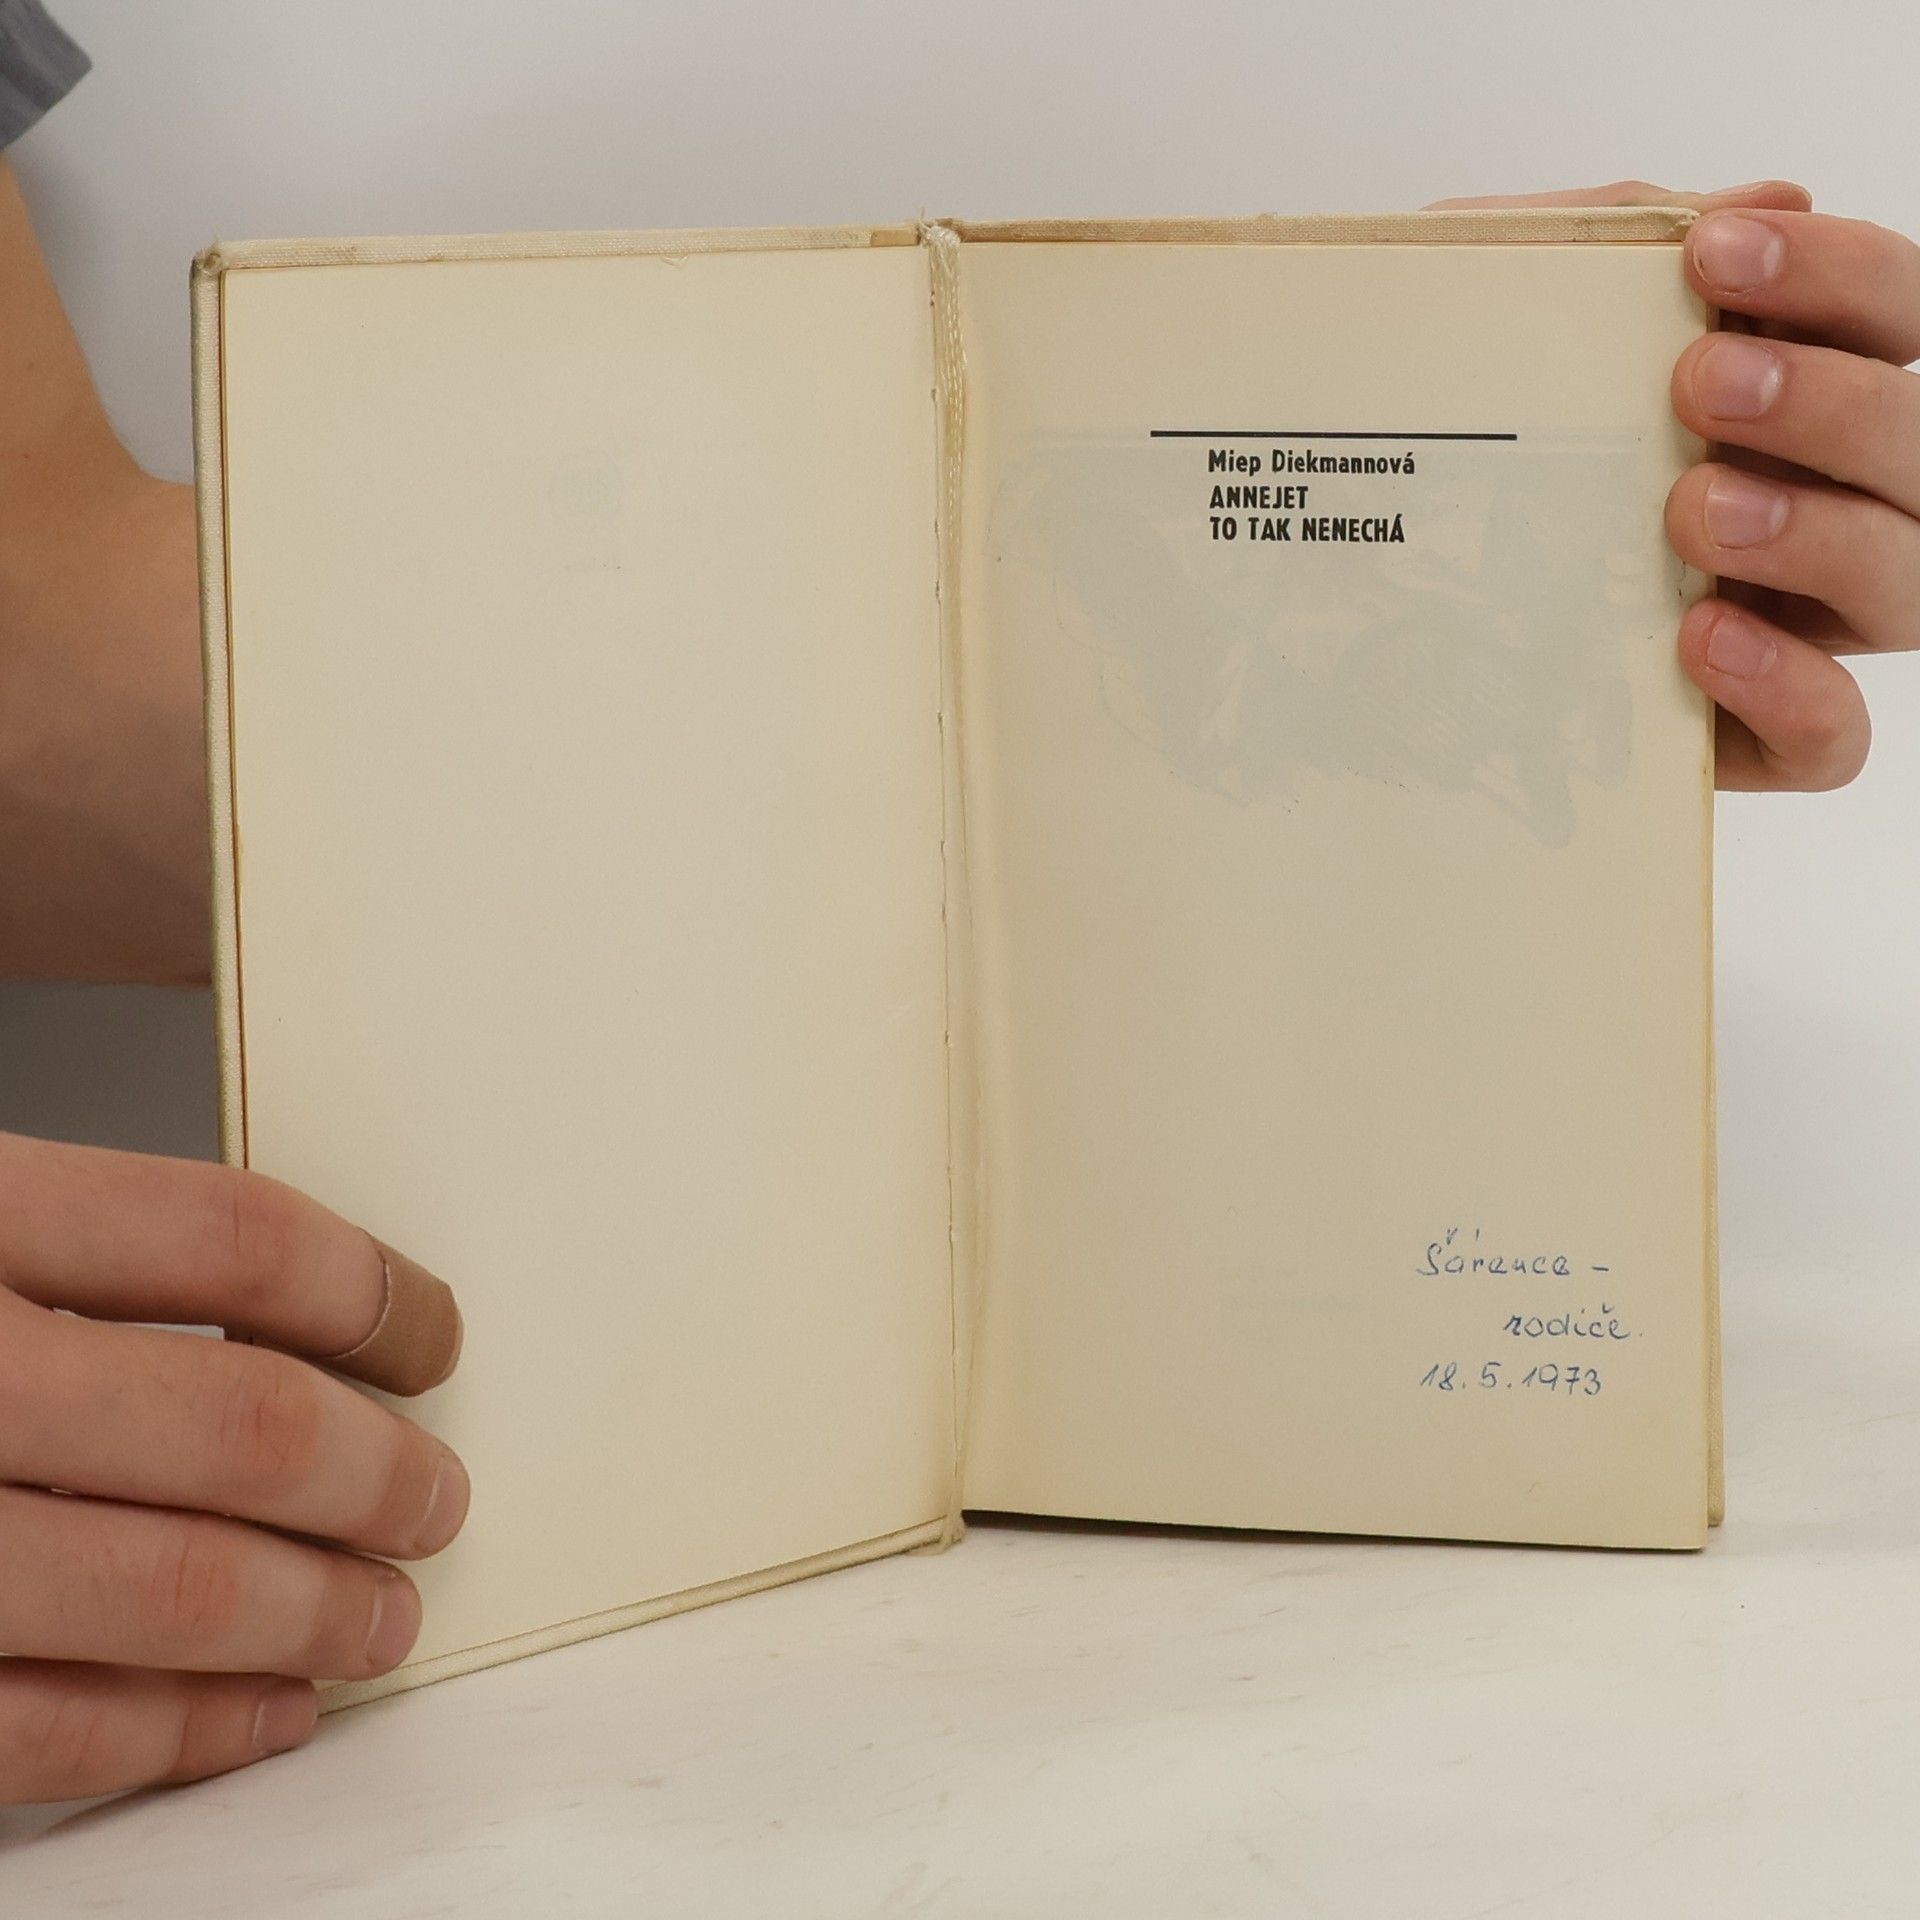 Miep Diekmannová
ANNEJET
TO TAK NENECHÁ
Šárence –
rodiče.
18.5.1973